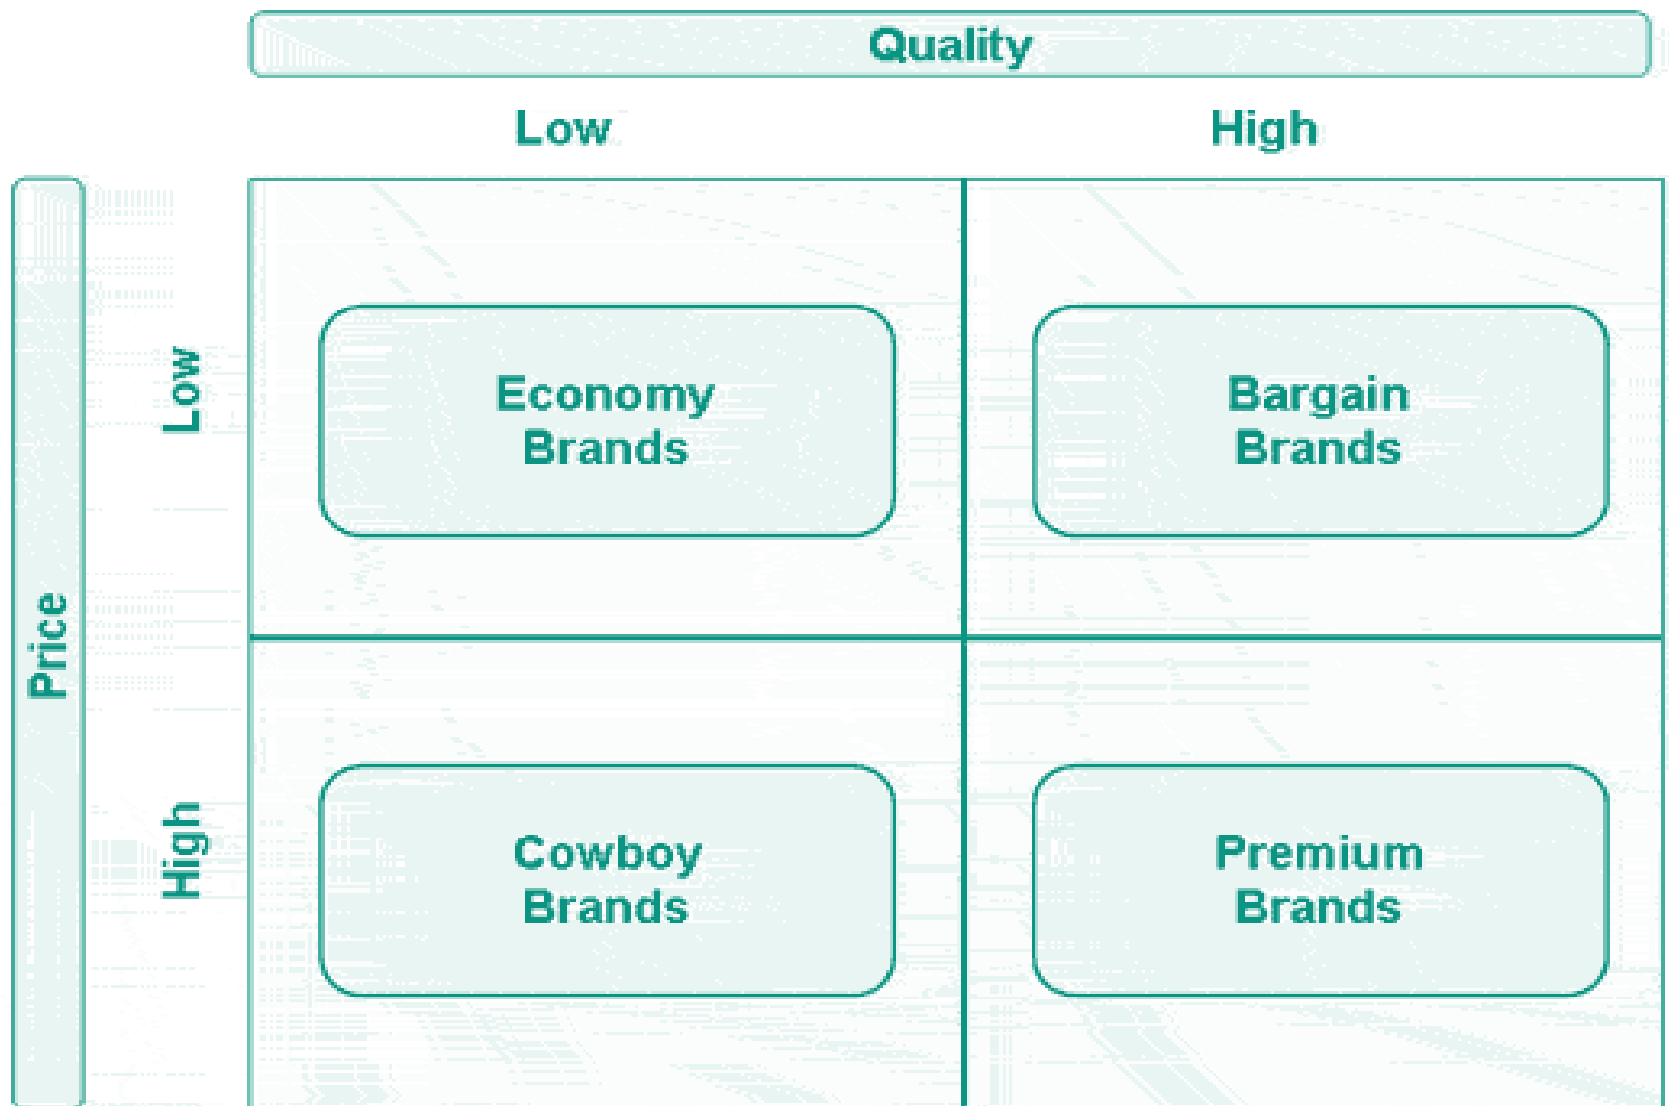 Quality
Low
High
Price
Low
Economy
Brands
Bargain
Brands
High
Cowboy
Brands
Premium
Brands